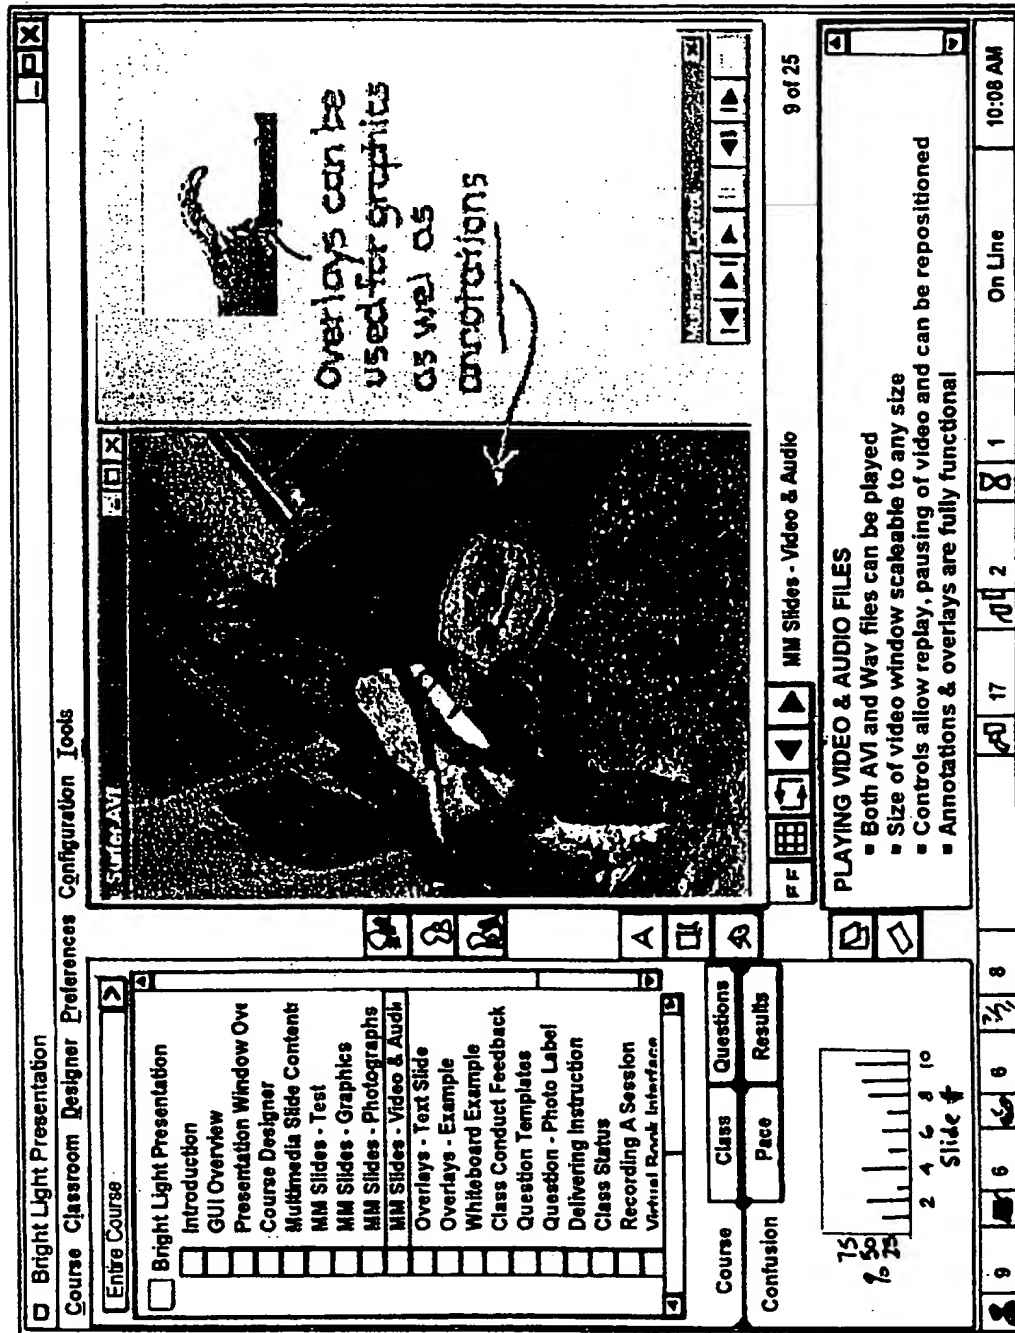 Bright Light Presentation
Course Classroom Designer Preferences Configuration Tools
Entire Course
Bright Light Presentation
Introduction
GUI Overview
Presentation Window Ove
Course Designer
Multimedia Slide Contents
MM Slides - Test
MM Slides - Graphics
MM Slides - Photographs
MM Slides - Video & Audio
Overlays - Text Slide
Overlays - Example
Whiteboard Example
Class Conduct Feedback
Question Templates
Question - Photo Label
Delivering Instruction
Class Status
Recording A Session
Virtual Book Interface
Course Class Questions
Confusion Pace Results
75
% 50
25
2 4 6 8 10
Slide #
Overlays can be
used for graphics
as wel as
annotations
FF
MM Slides - Video & Audio
9 of 25
A
PLAYING VIDEO & AUDIO FILES
▪ Both AVI and Wav files can be played
▪ Size of video window scaleable to any size
▪ Controls allow replay, pausing of video and can be repositioned
▪ Annotations & overlays are fully functional
9 6 6 8 17 2 1 On Line 10:08 AM